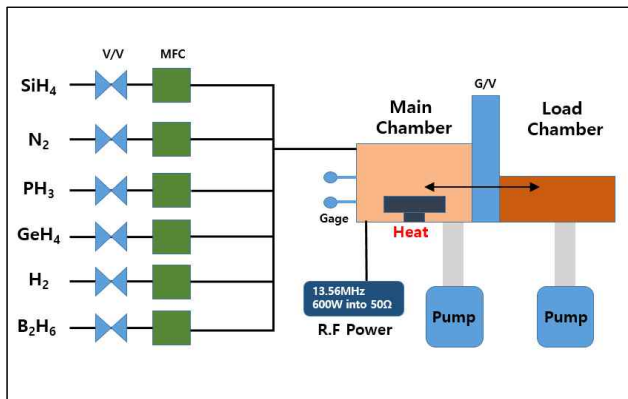 V/V
MFC
SiH₄
N₂
PH₃
GeH₄
H₂
B₂H₆
G/V
Main
Chamber
Load
Chamber
Gage
Heat
13.56MHz
600W into 50Ω
R.F Power
Pump
Pump